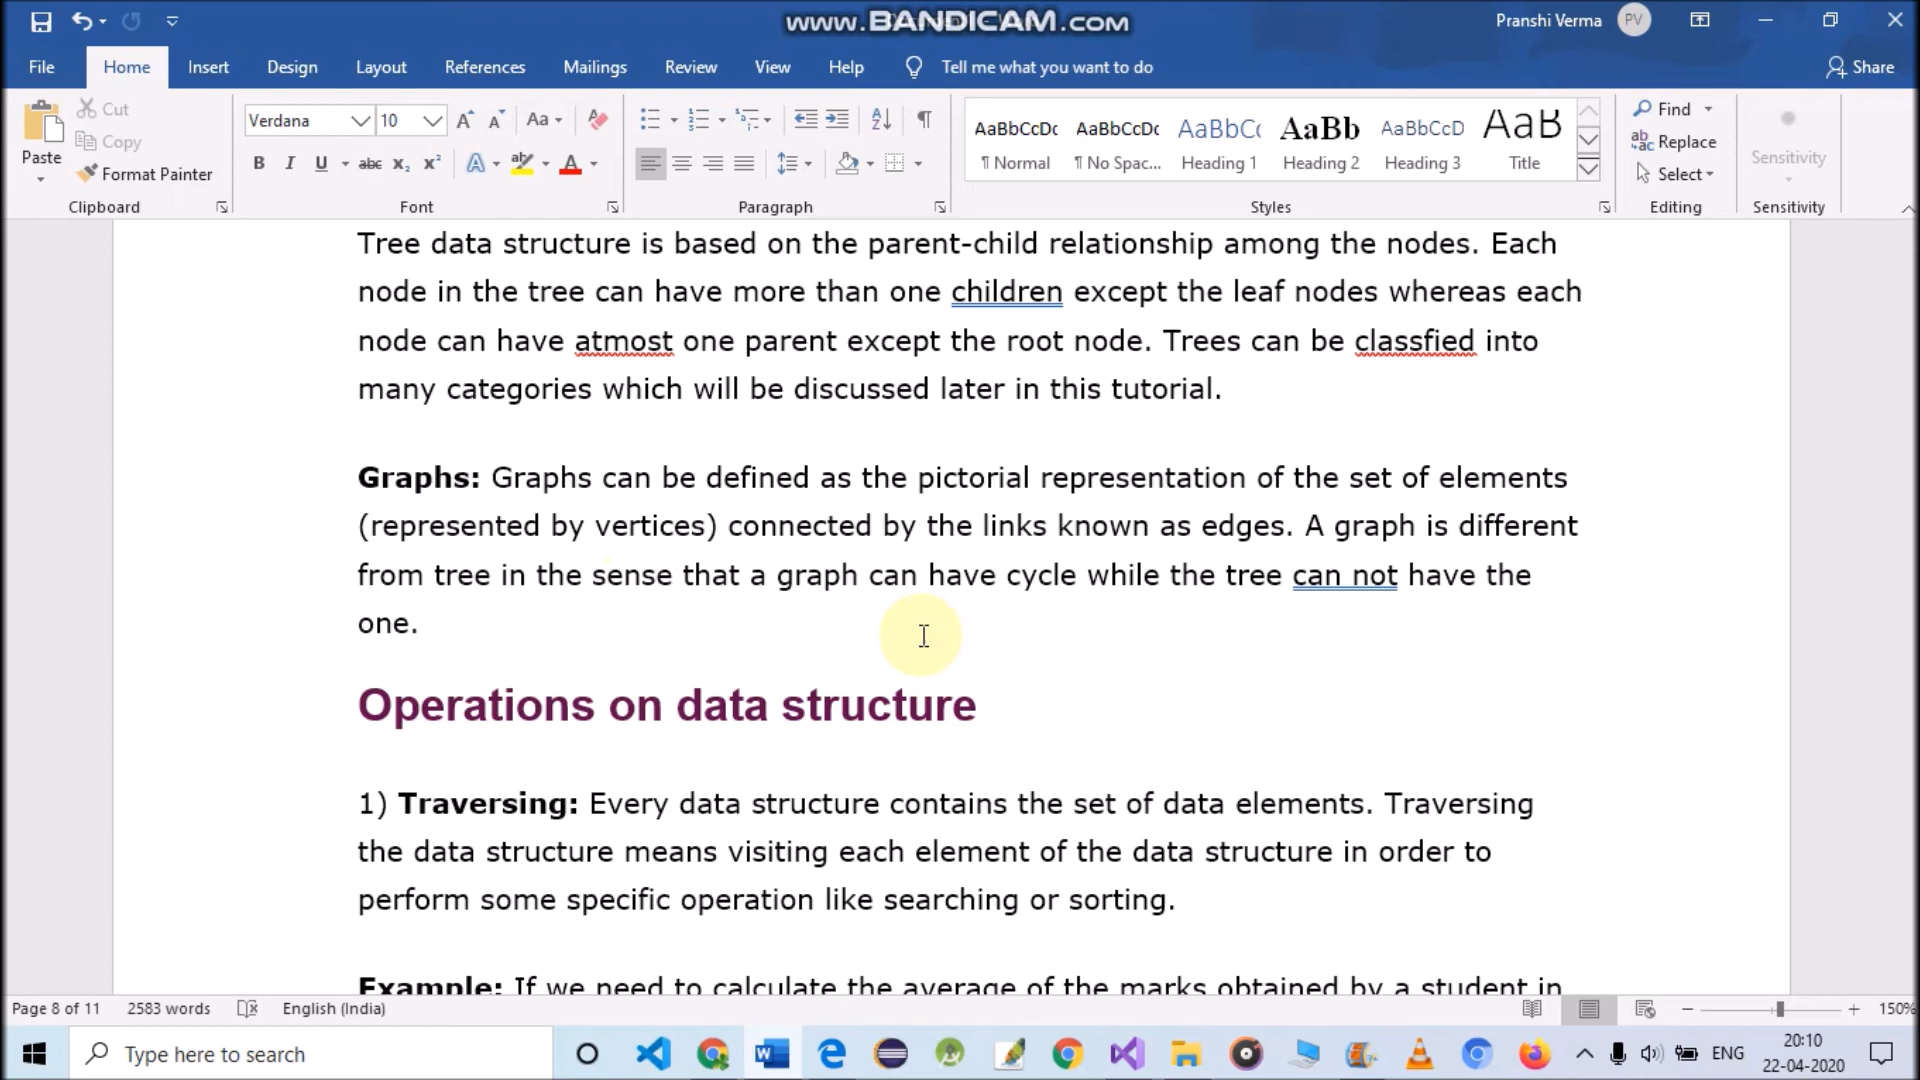 www.BANDICAM.com
Pranshi Verma
PV
File
Home
Insert
Design
Layout
References
Mailings
Review
View
Help
Tell me what you want to do
Share
Paste
Cut
Copy
Format Painter
Clipboard
Verdana
10
Aa
B I U abc x₂ x²
A A
Font
Paragraph
AaBbCcDc AaBbCcDc AaBbCc AaBb AaBbCcD AaB
¶ Normal ¶ No Spac... Heading 1 Heading 2 Heading 3 Title
Styles
Find
Replace
Select
Editing
Sensitivity
Sensitivity
Tree data structure is based on the parent-child relationship among the nodes. Each
node in the tree can have more than one children except the leaf nodes whereas each
node can have atmost one parent except the root node. Trees can be classfied into
many categories which will be discussed later in this tutorial.
Graphs: Graphs can be defined as the pictorial representation of the set of elements
(represented by vertices) connected by the links known as edges. A graph is different
from tree in the sense that a graph can have cycle while the tree can not have the
one.
Operations on data structure
1) Traversing: Every data structure contains the set of data elements. Traversing
the data structure means visiting each element of the data structure in order to
perform some specific operation like searching or sorting.
Example: If we need to calculate the average of the marks obtained by a student in
Page 8 of 11
2583 words
English (India)
150%
Type here to search
ENG
20:10
22-04-2020